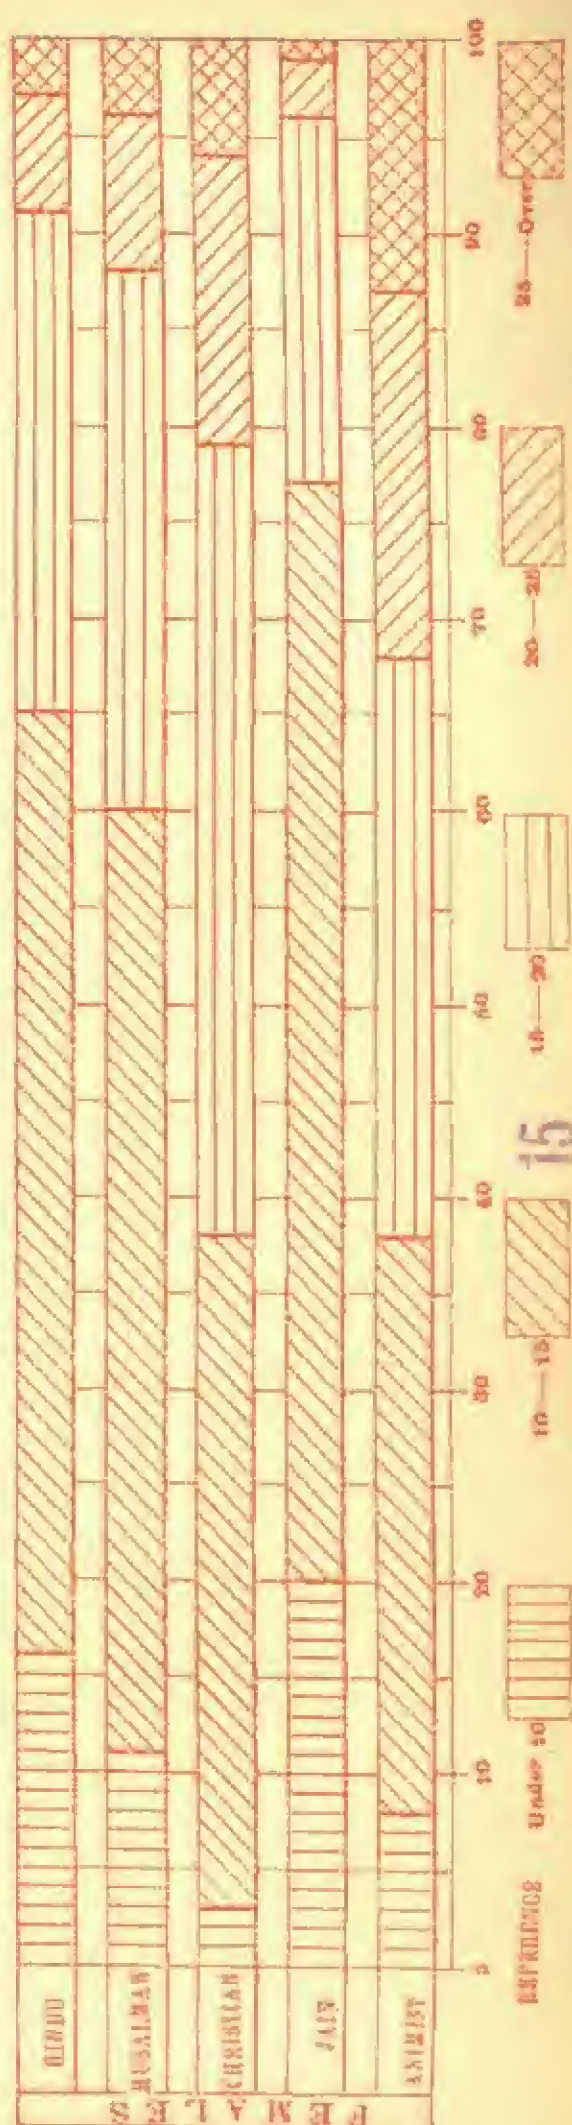 FEMALES
HINDU
MUSALMAN
CHRISTIAN
JAIN
ANIMIST
0 10 20 30 40 50 60 70 80 90 100
REFERENCE
Under 10
10—15
15—20
20—25
25—Over
15